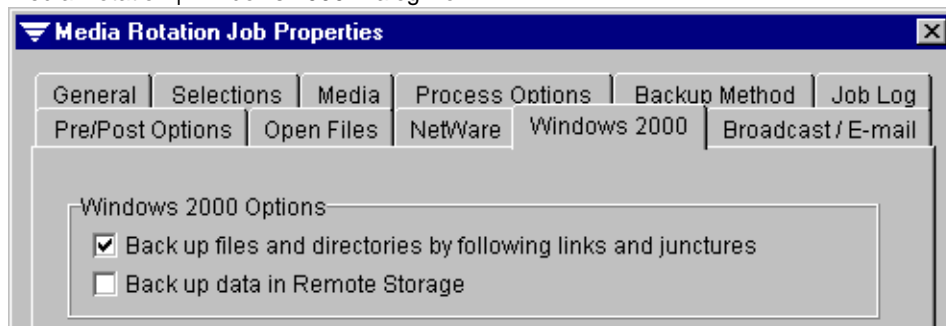 Media Rotation Job Properties
General Selections Media Process Options Backup Method Job Log
Pre/Post Options Open Files NetWare Windows 2000 Broadcast / E-mail
Windows 2000 Options
Back up files and directories by following links and junctures
Back up data in Remote Storage